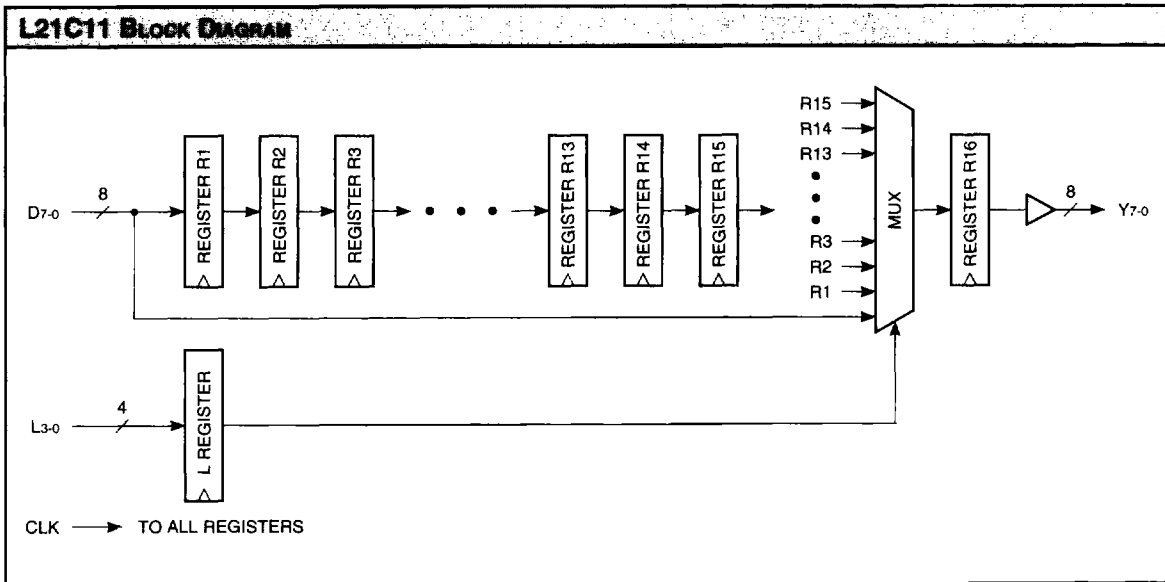 L21C11 BLOCK DIAGRAM
R15
R14
R13
R3
R2
R1
D7-0
8
REGISTER R1
REGISTER R2
REGISTER R3
REGISTER R13
REGISTER R14
REGISTER R15
MUX
REGISTER R16
8
Y7-0
L3-0
4
L REGISTER
CLK
TO ALL REGISTERS